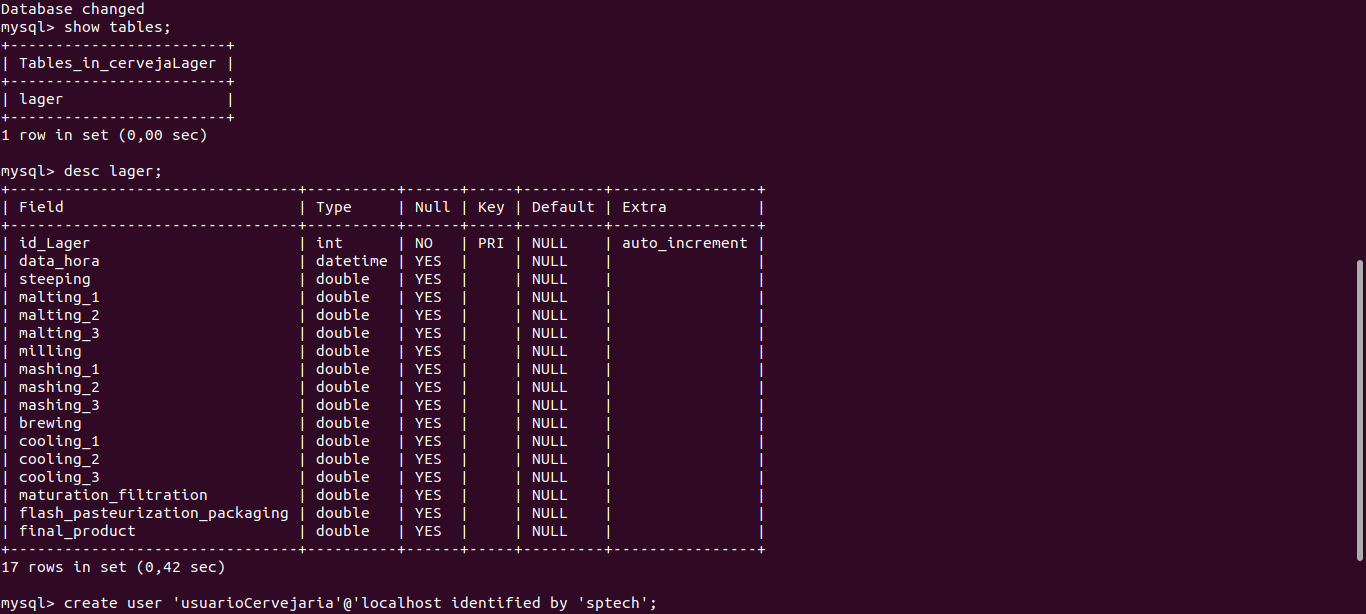 Database changed
mysql> show tables;
+------------------------+
| Tables_in_cervejaLager |
+------------------------+
| lager                  |
+------------------------+
1 row in set (0,00 sec)

mysql> desc lager;
+--------------------------------+----------+------+-----+---------+----------------+
| Field                          | Type     | Null | Key | Default | Extra          |
+--------------------------------+----------+------+-----+---------+----------------+
| id_Lager                       | int      | NO   | PRI | NULL    | auto_increment |
| data_hora                      | datetime | YES  |     | NULL    |                |
| steeping                       | double   | YES  |     | NULL    |                |
| malting_1                      | double   | YES  |     | NULL    |                |
| malting_2                      | double   | YES  |     | NULL    |                |
| malting_3                      | double   | YES  |     | NULL    |                |
| milling                        | double   | YES  |     | NULL    |                |
| mashing_1                      | double   | YES  |     | NULL    |                |
| mashing_2                      | double   | YES  |     | NULL    |                |
| mashing_3                      | double   | YES  |     | NULL    |                |
| brewing                        | double   | YES  |     | NULL    |                |
| cooling_1                      | double   | YES  |     | NULL    |                |
| cooling_2                      | double   | YES  |     | NULL    |                |
| cooling_3                      | double   | YES  |     | NULL    |                |
| maturation_filtration          | double   | YES  |     | NULL    |                |
| flash_pasteurization_packaging | double   | YES  |     | NULL    |                |
| final_product                  | double   | YES  |     | NULL    |                |
+--------------------------------+----------+------+-----+---------+----------------+
17 rows in set (0,42 sec)

mysql> create user 'usuarioCervejaria'@'localhost identified by 'sptech';